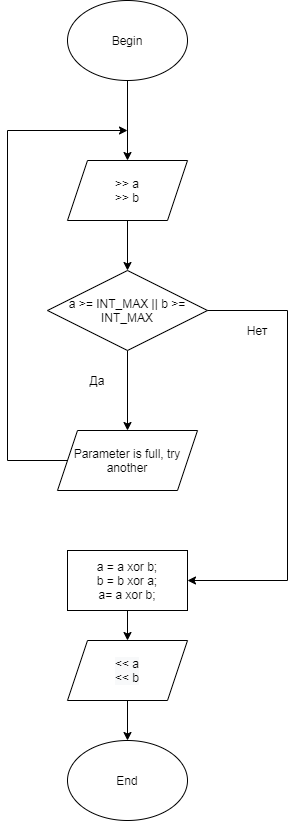 Begin
>> a
>> b
a >= INT_MAX || b >=
INT_MAX
Нет
Да
Parameter is full, try
another
a = a xor b;
b = b xor a;
a= a xor b;
<< a
<< b
End